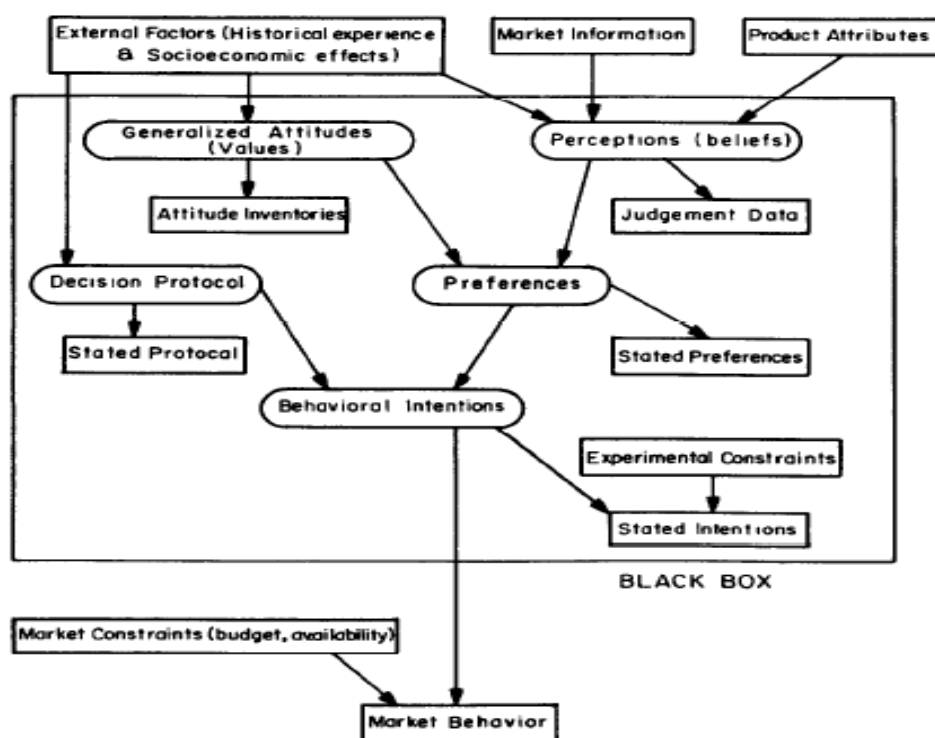 External Factors (Historical experience
& Socioeconomic effects)
Market Information
Product Attributes
Generalized Attitudes
(Values)
Perceptions (beliefs)
Attitude Inventories
Judgement Data
Decision Protocol
Preferences
Stated Protocal
Stated Preferences
Behavioral Intentions
Experimental Constraints
Stated Intentions
BLACK BOX
Market Constraints (budget, availability)
Market Behavior